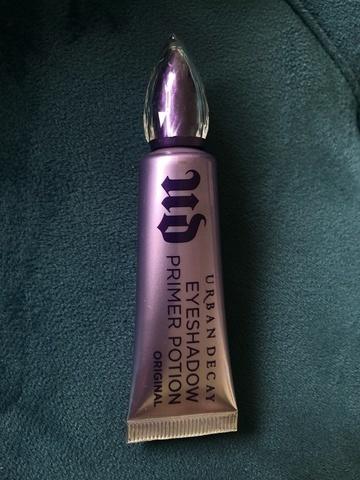 UD
URBAN DECAY
EYESHADOW
PRIMER POTION
ORIGINAL